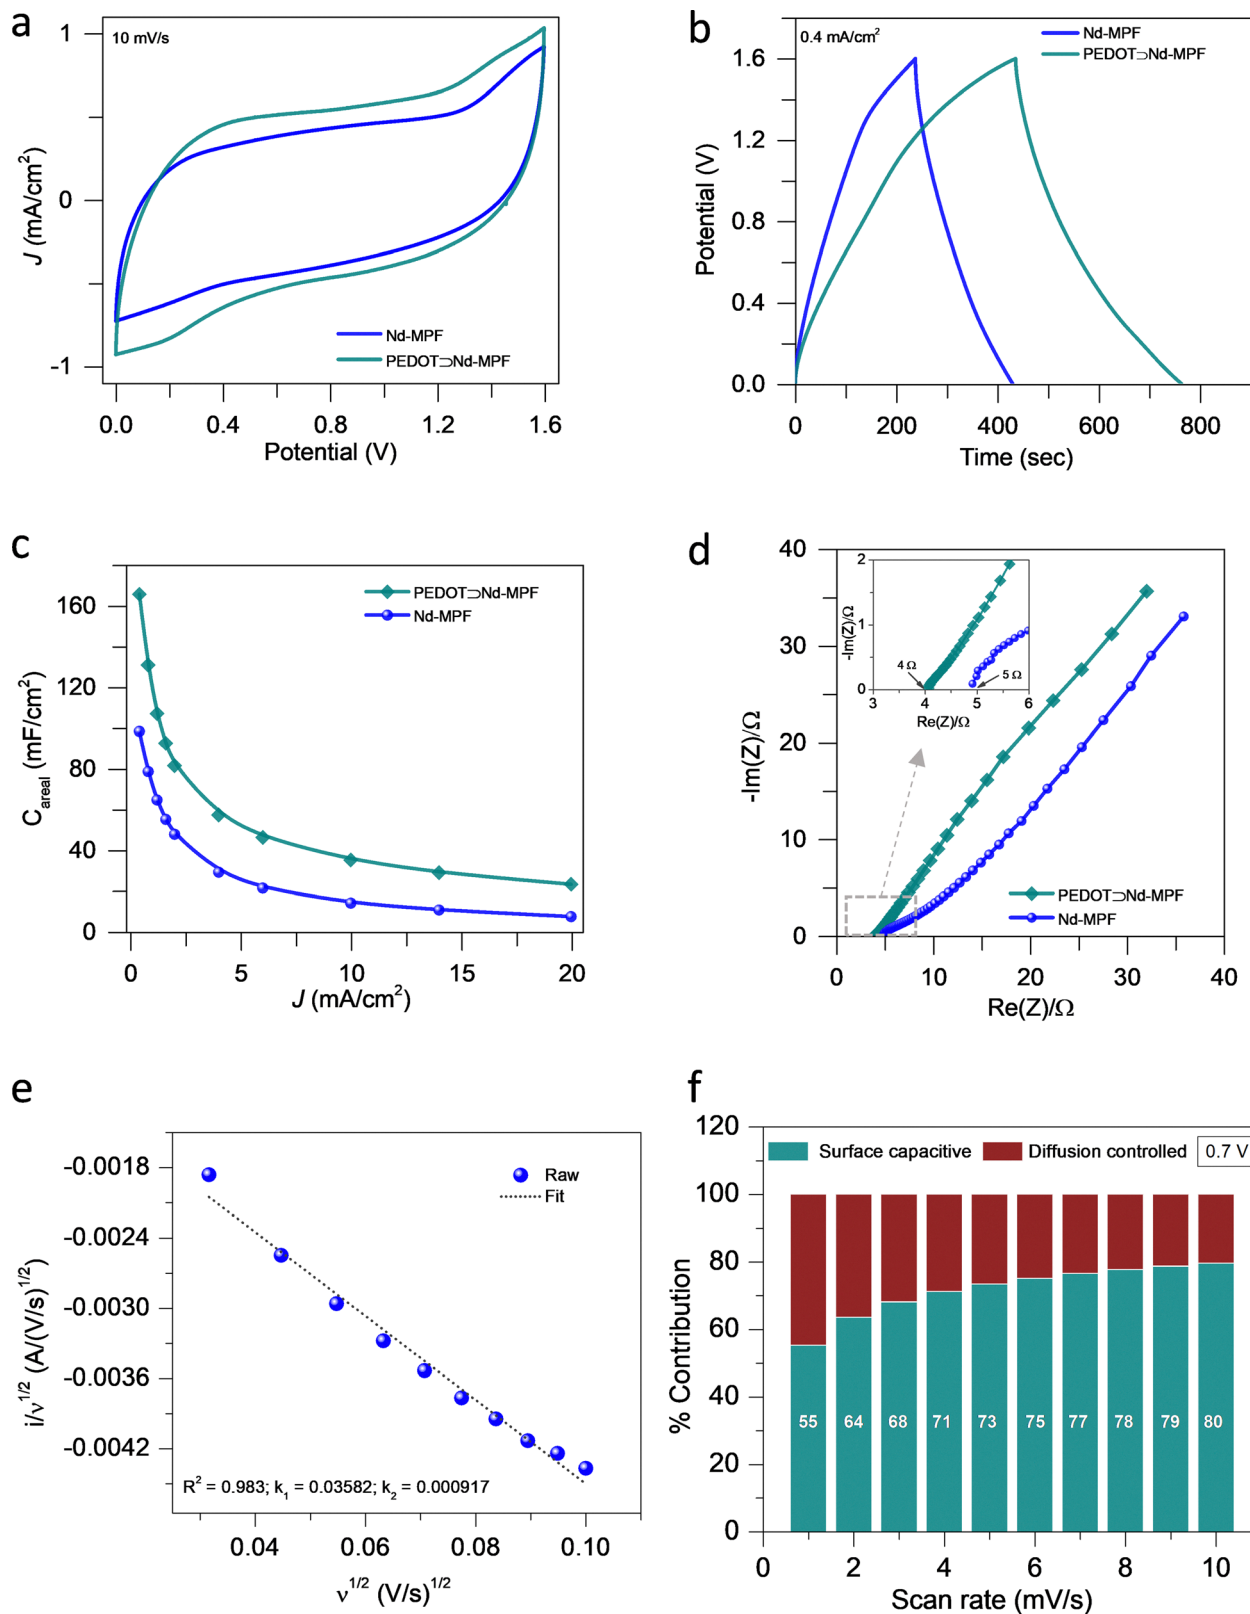 a
10 mV/s
1
0
-1
J (mA/cm²)
0.0 0.4 0.8 1.2 1.6
Potential (V)
Nd-MPF
PEDOT⊃Nd-MPF
b
0.4 mA/cm²
Nd-MPF
PEDOT⊃Nd-MPF
1.6
1.2
0.8
0.4
0.0
Potential (V)
0 200 400 600 800
Time (sec)
c
160
120
80
40
0
C_areal (mF/cm²)
PEDOT⊃Nd-MPF
Nd-MPF
0 5 10 15 20
J (mA/cm²)
d
40
30
20
10
0
-Im(Z)/Ω
2
1
0
-Im(Z)/Ω
4 Ω
5 Ω
3 4 5 6
Re(Z)/Ω
PEDOT⊃Nd-MPF
Nd-MPF
0 10 20 30 40
Re(Z)/Ω
e
-0.0018
-0.0024
-0.0030
-0.0036
-0.0042
i/ν^1/2 (A/(V/s)^1/2)
Raw
Fit
R² = 0.983; k₁ = 0.03582; k₂ = 0.000917
0.04 0.06 0.08 0.10
ν^1/2 (V/s)^1/2
f
120
100
80
60
40
20
0
% Contribution
Surface capacitive Diffusion controlled 0.7 V
55 64 68 71 73 75 77 78 79 80
0 2 4 6 8 10
Scan rate (mV/s)